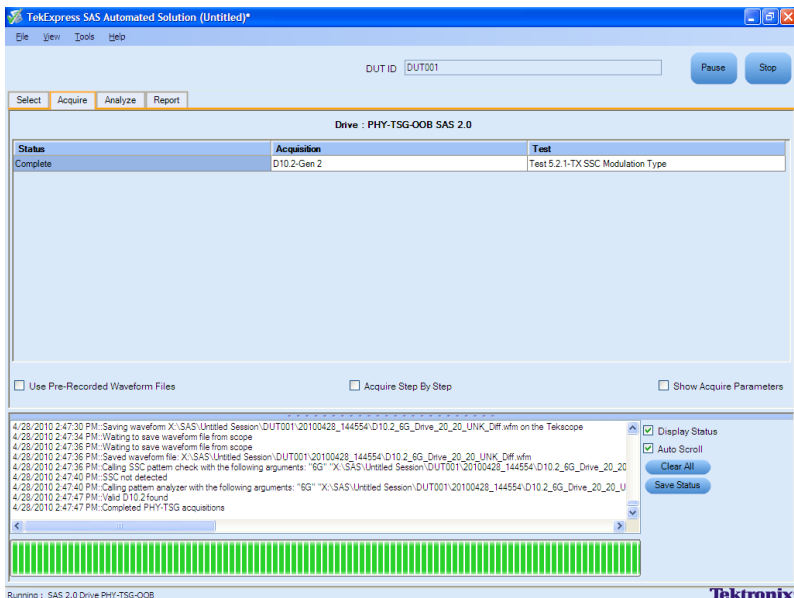 TekExpress SAS Automated Solution (Untitled)*
File View Tools Help
DUT ID DUT001 Pause Stop
Select Acquire Analyze Report
Drive : PHY-TSG-OOB SAS 2.0
Status Acquisition Test
Complete D10.2-Gen 2 Test 5.2.1-TX SSC Modulation Type
Use Pre-Recorded Waveform Files Acquire Step By Step Show Acquire Parameters
4/28/2010 2:47:30 PM::Saving waveform X:\SAS\Untitled Session\DUT001\20100428_144554\D10.2_6G_Drive_20_20_UNK_Diff.wfm on the Tekscope
4/28/2010 2:47:34 PM::Waiting to save waveform file from scope
4/28/2010 2:47:36 PM::Waiting to save waveform file from scope
4/28/2010 2:47:36 PM::Saved waveform file: X:\SAS\Untitled Session\DUT001\20100428_144554\D10.2_6G_Drive_20_20_UNK_Diff.wfm
4/28/2010 2:47:36 PM::Calling SSC pattern check with the following arguments: "6G" "X:\SAS\Untitled Session\DUT001\20100428_144554\D10.2_6G_Drive_20_20
4/28/2010 2:47:40 PM::SSC not detected
4/28/2010 2:47:40 PM::Calling pattern analyzer with the following arguments: "6G" "X:\SAS\Untitled Session\DUT001\20100428_144554\D10.2_6G_Drive_20_20_U
4/28/2010 2:47:47 PM::Valid D10.2 found
4/28/2010 2:47:47 PM::Completed PHY-TSG acquisitions
Display Status
Auto Scroll
Clear All
Save Status
Running : SAS 2.0 Drive PHY-TSG-OOB Tektronix